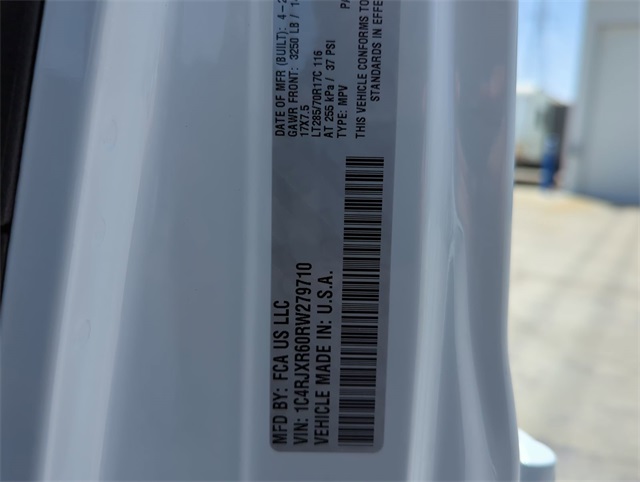 MFD BY: FCA US LLC
VIN: 1C4RJXR60RW279710
VEHICLE MADE IN: U.S.A.
DATE OF MFR (BUILT): 4-2
GAWR FRONT: 3250 LB / 14
17X7.5
LT285/70R17C 116
AT 255 kPa / 37 PSI
TYPE: MPV
THIS VEHICLE CONFORMS TO
STANDARDS IN EFFE